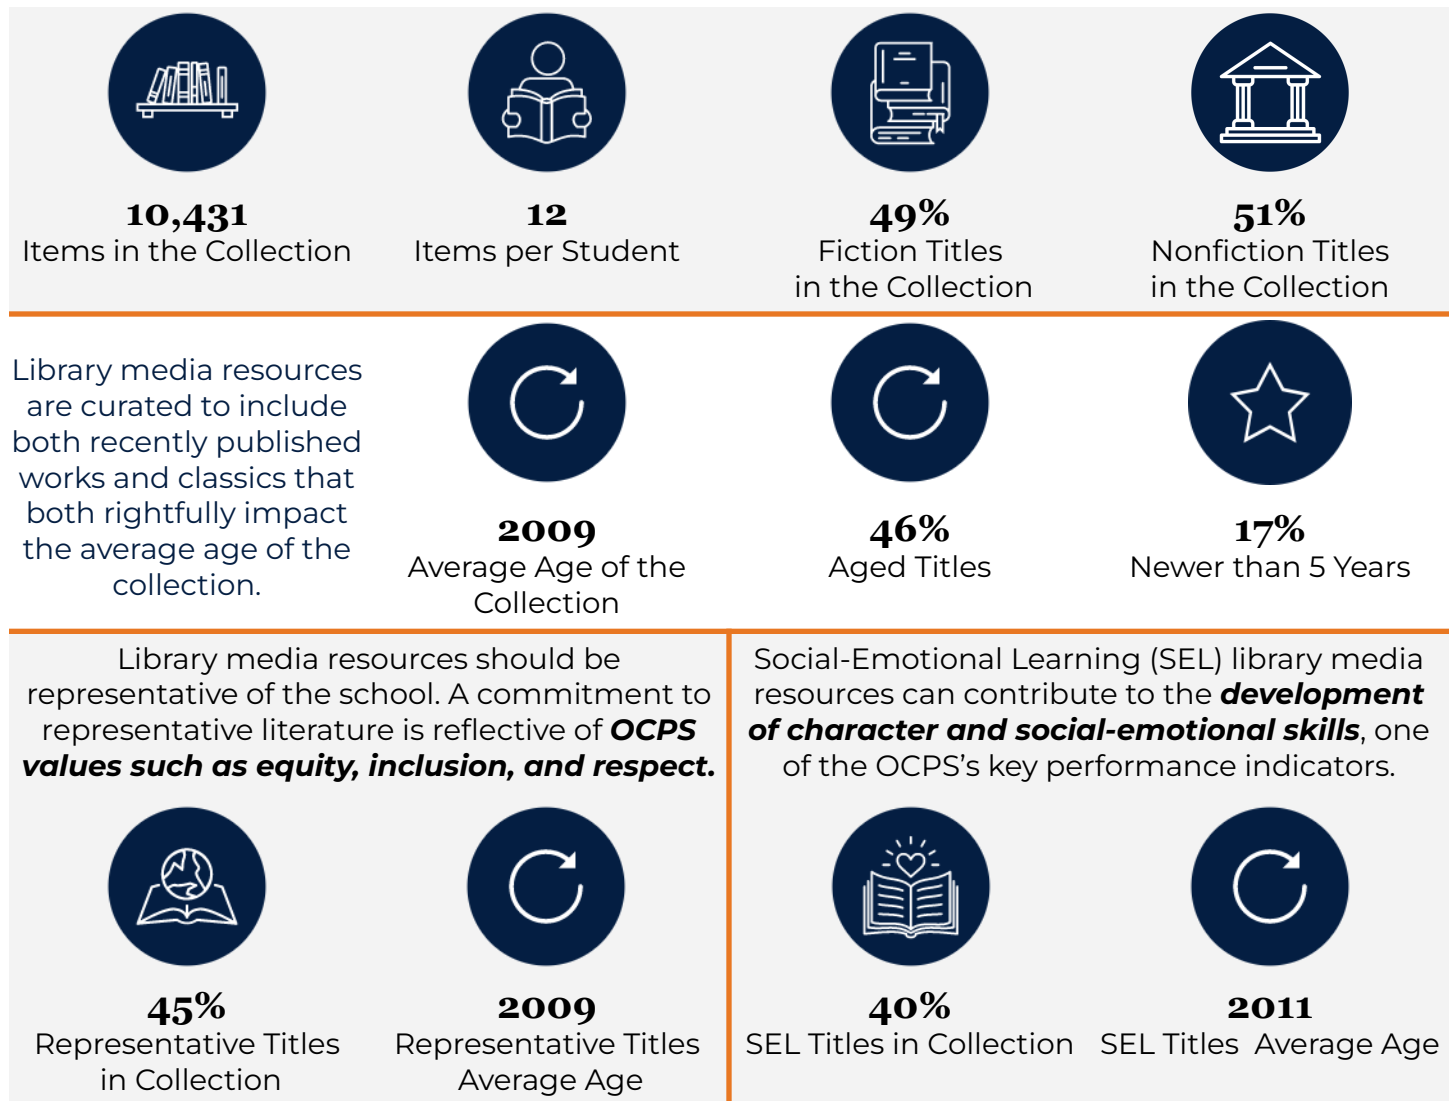 10,431
Items in the Collection
12
Items per Student
49%
Fiction Titles
in the Collection
51%
Nonfiction Titles
in the Collection
Library media resources
are curated to include
both recently published
works and classics that
both rightfully impact
the average age of the
collection.
2009
Average Age of the
Collection
46%
Aged Titles
17%
Newer than 5 Years
Library media resources should be
representative of the school. A commitment to
representative literature is reflective of OCPS
values such as equity, inclusion, and respect.
45%
Representative Titles
in Collection
2009
Representative Titles
Average Age
Social-Emotional Learning (SEL) library media
resources can contribute to the development
of character and social-emotional skills, one
of the OCPS’s key performance indicators.
40%
SEL Titles in Collection
2011
SEL Titles  Average Age